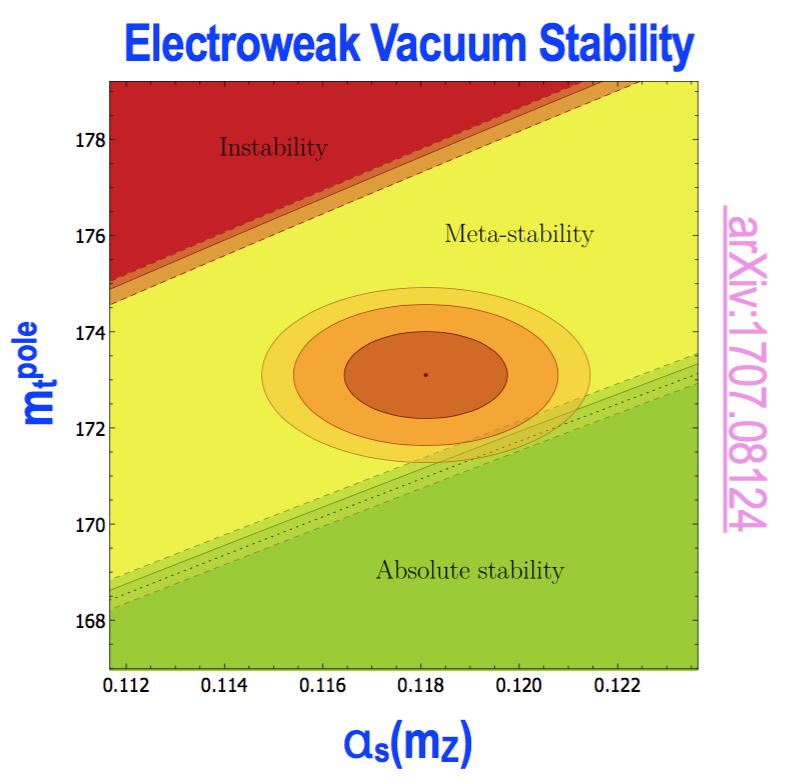 Electroweak Vacuum Stability
178
Instability
176
Meta-stability
174
172
170
Absolute stability
168
mtpole
arXiv:1707.08124
0.112 0.114 0.116 0.118 0.120 0.122
αs(mZ)